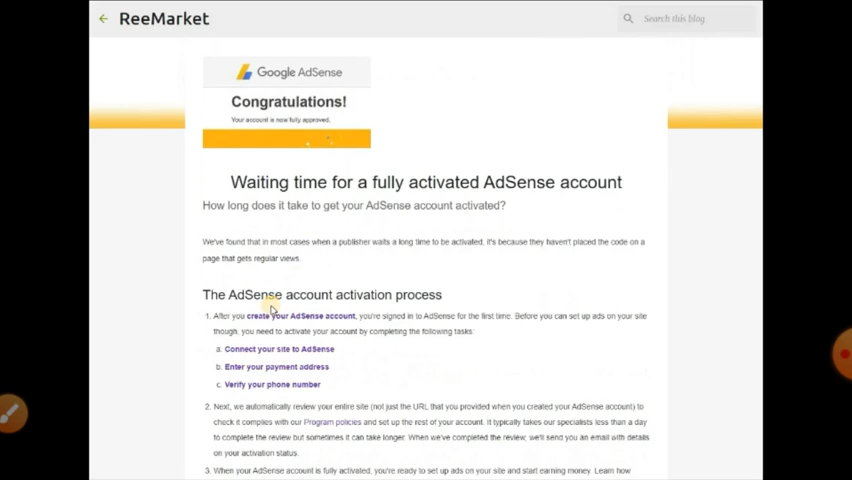 ReeMarket
Search this blog
Google AdSense
Congratulations!
Your account is now fully approved.
Waiting time for a fully activated AdSense account
How long does it take to get your AdSense account activated?
We've found that in most cases when a publisher waits a long time to be activated, it's because they haven't placed the code on a
page that gets regular views.
The AdSense account activation process
1. After you create your AdSense account, you're signed in to AdSense for the first time. Before you can set up ads on your site
though, you need to activate your account by completing the following tasks:
a. Connect your site to AdSense
b. Enter your payment address
c. Verify your phone number
2. Next, we automatically review your entire site (not just the URL that you provided when you created your AdSense account) to
check it complies with our Program policies and set up the rest of your account. It typically takes our specialists less than a day
to complete the review but sometimes it can take longer. When we've completed the review, we'll send you an email with details
on your activation status.
3. When your AdSense account is fully activated, you're ready to set up ads on your site and start earning money. Learn how